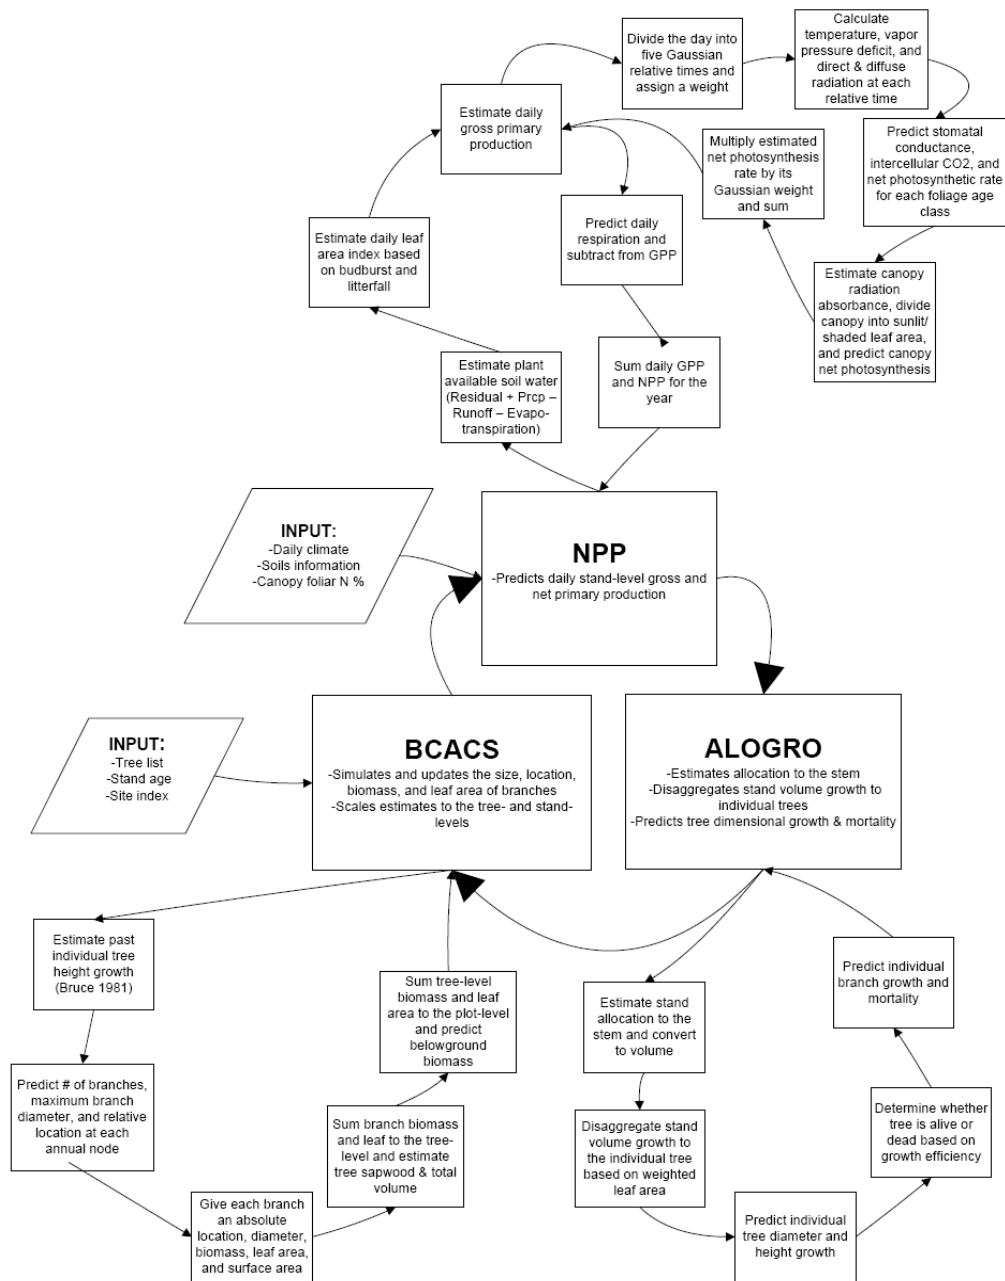 Divide the day into
five Gaussian
relative times and
assign a weight
Calculate
temperature, vapor
pressure deficit, and
direct & diffuse
radiation at each
relative time
Estimate daily
gross primary
production
Multiply estimated
net photosynthesis
rate by its
Gaussian weight
and sum
Predict stomatal
conductance,
intercellular CO2, and
net photosynthetic rate
for each foliage age
class
Estimate daily leaf
area index based
on budburst and
litterfall
Predict daily
respiration and
subtract from GPP
Estimate canopy
radiation
absorbance, divide
canopy into sunlit/
shaded leaf area,
and predict canopy
net photosynthesis
Estimate plant
available soil water
(Residual + Prcp –
Runoff – Evapo-
transpiration)
Sum daily GPP
and NPP for the
year
INPUT:
-Daily climate
-Soils information
-Canopy foliar N %
NPP
-Predicts daily stand-level gross and
net primary production
INPUT:
-Tree list
-Stand age
-Site index
BCACS
-Simulates and updates the size, location,
biomass, and leaf area of branches
-Scales estimates to the tree- and stand-
levels
ALOGRO
-Estimates allocation to the stem
-Disaggregates stand volume growth to
individual trees
-Predicts tree dimensional growth & mortality
Estimate past
individual tree
height growth
(Bruce 1981)
Sum tree-level
biomass and leaf
area to the plot-level
and predict
belowground
biomass
Estimate stand
allocation to the
stem and convert
to volume
Predict individual
branch growth and
mortality
Predict # of branches,
maximum branch
diameter, and relative
location at each
annual node
Sum branch biomass
and leaf to the tree-
level and estimate
tree sapwood & total
volume
Disaggregate stand
volume growth to
the individual tree
based on weighted
leaf area
Determine whether
tree is alive or
dead based on
growth efficiency
Give each branch
an absolute
location, diameter,
biomass, leaf area,
and surface area
Predict individual
tree diameter and
height growth